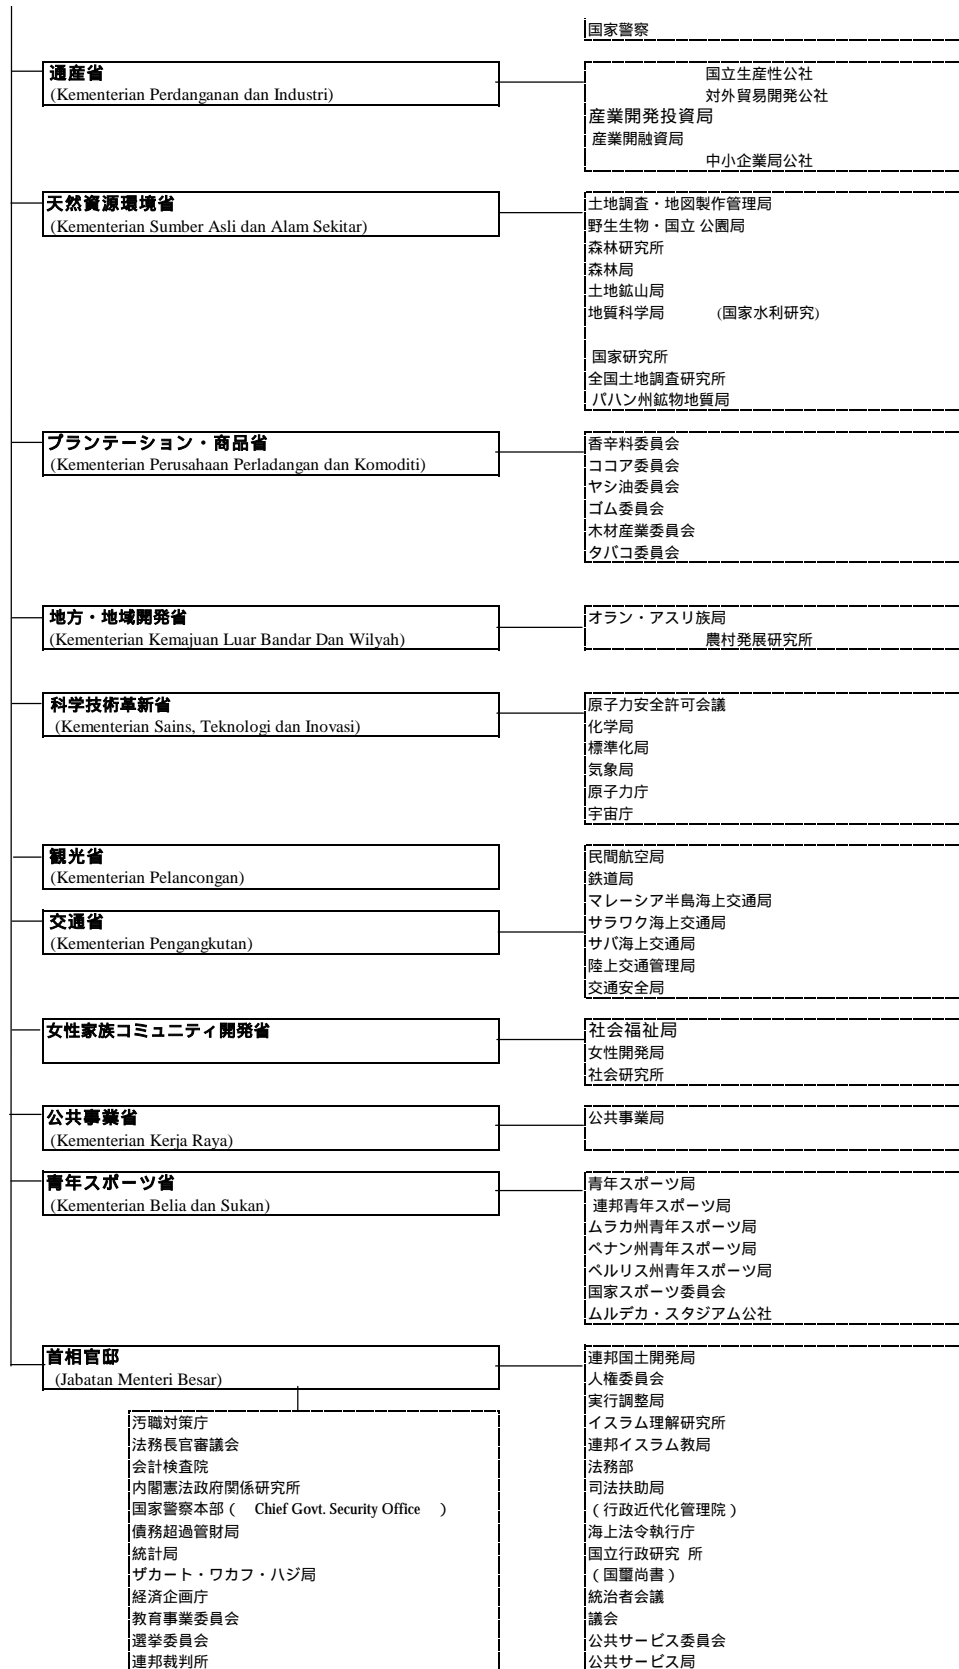 国家警察
通産省
(Kementerian Perdanganan dan Industri)
国立生産性公社
対外貿易開発公社
産業開発投資局
産業開融資局
中小企業局公社
天然資源環境省
(Kementerian Sumber Asli dan Alam Sekitar)
土地調査・地図製作管理局
野生生物・国立 公園局
森林研究所
森林局
土地鉱山局
地質科学局 (国家水利研究)
国家研究所
全国土地調査研究所
パハン州鉱物地質局
プランテーション・商品省
(Kementerian Perusahaan Perladangan dan Komoditi)
香辛料委員会
ココア委員会
ヤシ油委員会
ゴム委員会
木材産業委員会
タバコ委員会
地方・地域開発省
(Kementerian Kemajuan Luar Bandar Dan Wilyah)
オラン・アスリ族局
農村発展研究所
科学技術革新省
(Kementerian Sains, Teknologi dan Inovasi)
原子力安全許可会議
化学局
標準化局
気象局
原子力庁
宇宙庁
観光省
(Kementerian Pelancongan)
交通省
(Kementerian Pengangkutan)
民間航空局
鉄道局
マレーシア半島海上交通局
サラワク海上交通局
サバ海上交通局
陸上交通管理局
交通安全局
女性家族コミュニティ開発省
社会福祉局
女性開発局
社会研究所
公共事業省
(Kementerian Kerja Raya)
公共事業局
青年スポーツ省
(Kementerian Belia dan Sukan)
青年スポーツ局
連邦青年スポーツ局
ムラカ州青年スポーツ局
ペナン州青年スポーツ局
ペルリス州青年スポーツ局
国家スポーツ委員会
ムルデカ・スタジアム公社
首相官邸
(Jabatan Menteri Besar)
汚職対策庁
法務長官審議会
会計検査院
内閣憲法政府関係研究所
国家警察本部（ Chief Govt. Security Office ）
債務超過管財局
統計局
ザカート・ワカフ・ハジ局
経済企画庁
教育事業委員会
選挙委員会
連邦裁判所
連邦国土開発局
人権委員会
実行調整局
イスラム理解研究所
連邦イスラム教局
法務部
司法扶助局
（行政近代化管理院）
海上法令執行庁
国立行政研究 所
（国璽尚書）
統治者会議
議会
公共サービス委員会
公共サービス局